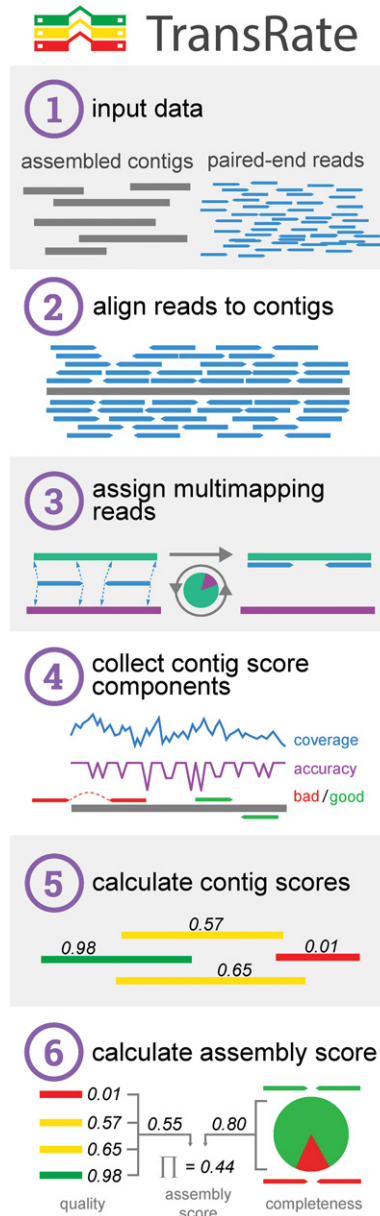 TransRate
1 input data
assembled contigs paired-end reads
2 align reads to contigs
3 assign multimapping
reads
4 collect contig score
components
coverage
accuracy
bad/good
5 calculate contig scores
0.57
0.98 0.01
0.65
6 calculate assembly score
0.01
0.57 0.55 0.80
0.65
0.98 ∏ = 0.44
quality assembly completeness
score